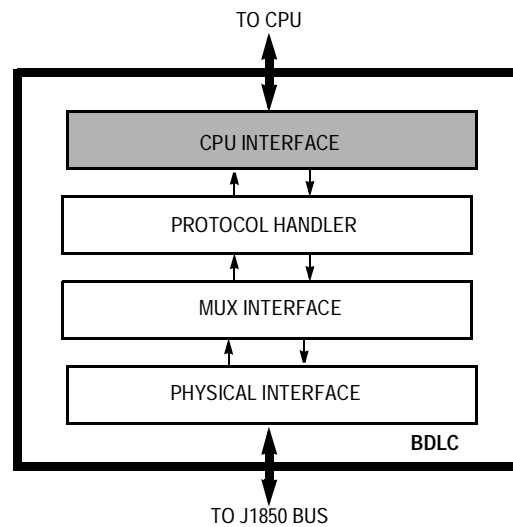 TO CPU
CPU INTERFACE
PROTOCOL HANDLER
MUX INTERFACE
PHYSICAL INTERFACE
BDLC
TO J1850 BUS